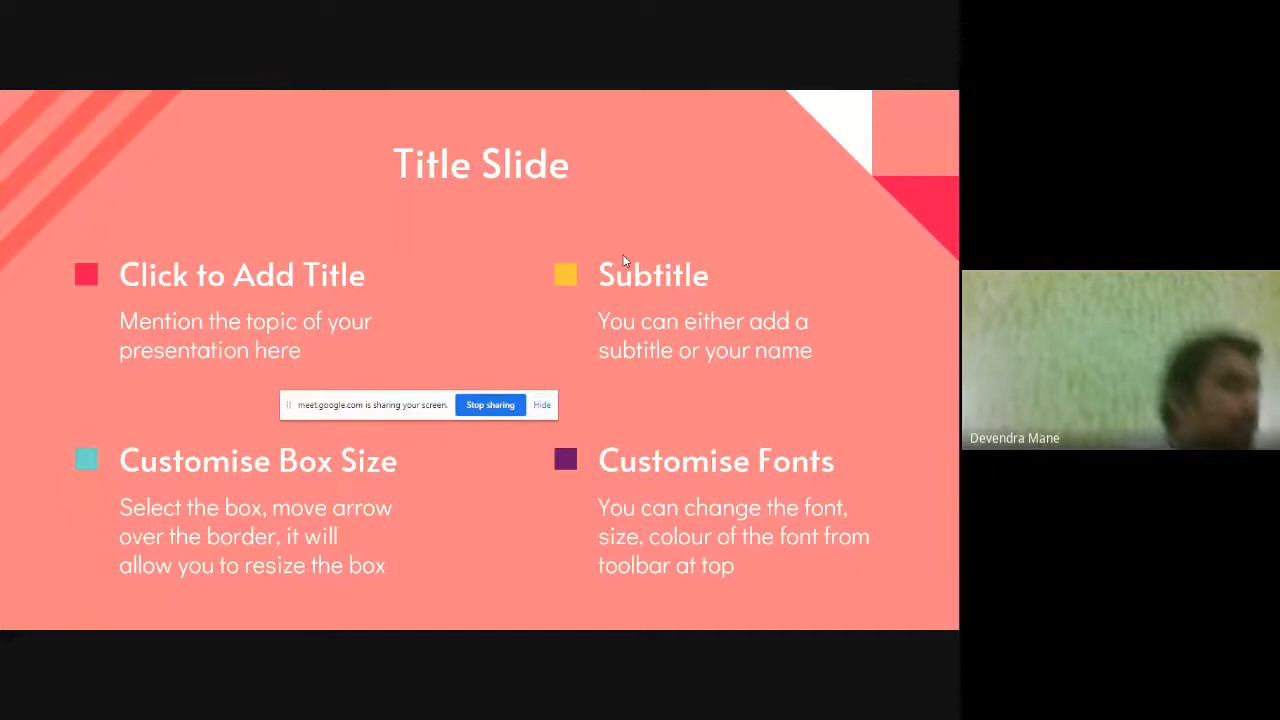 Title Slide
Click to Add Title
Mention the topic of your
presentation here
Subtitle
You can either add a
subtitle or your name
meet.google.com is sharing your screen. Stop sharing Hide
Customise Box Size
Select the box, move arrow
over the border, it will
allow you to resize the box
Customise Fonts
You can change the font,
size, colour of the font from
toolbar at top
Devendra Mane